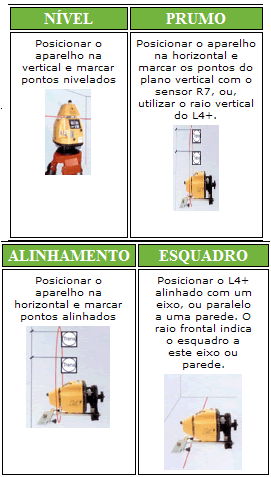 NÍVEL
Posicionar o
aparelho na
vertical e marcar
pontos nivelados
PRUMO
Posicionar o aparelho
na horizontal e
marcar os pontos do
plano vertical com o
sensor R7, ou,
utilizar o raio vertical
do L4+.
ALINHAMENTO
Posicionar o
aparelho na
horizontal e marcar
pontos alinhados
ESQUADRO
Posicionar o L4+
alinhado com um
eixo, ou paralelo
a uma parede. O
raio frontal indica
o esquadro a
este eixo ou
parede.